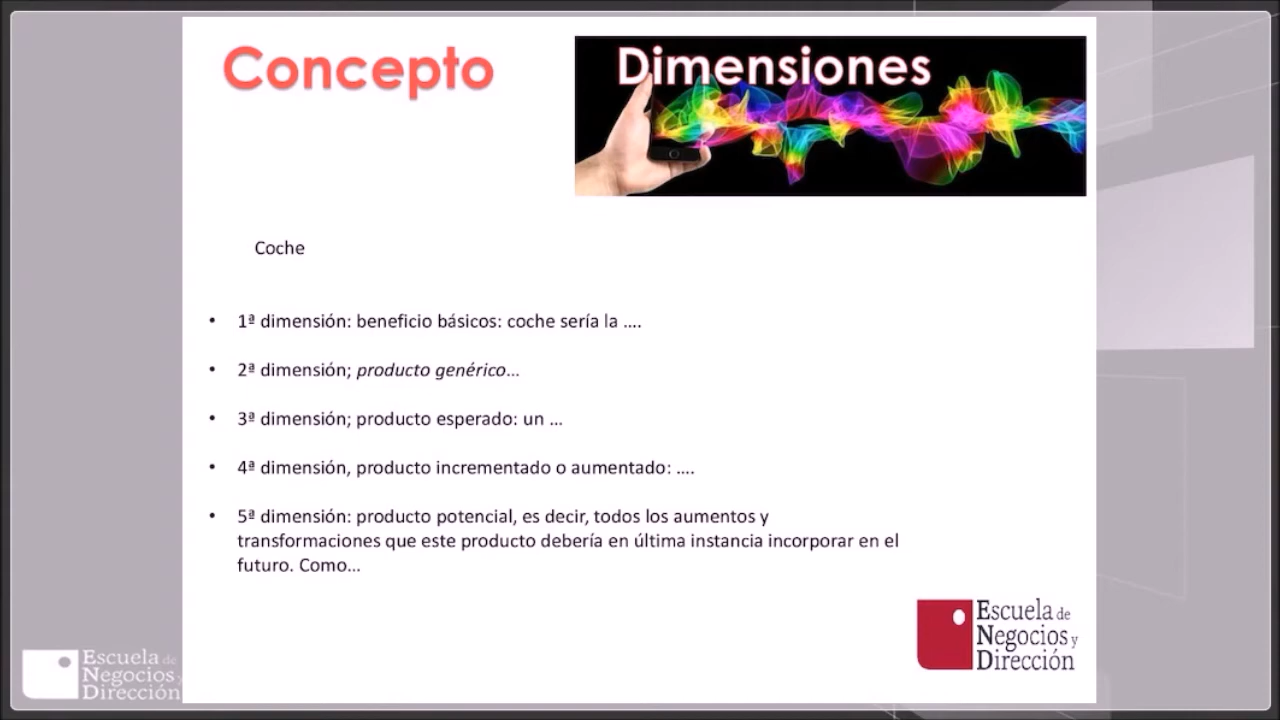 Concepto
Dimensiones
Coche
• 1ª dimensión: beneficio básicos: coche sería la ....
• 2ª dimensión; producto genérico...
• 3ª dimensión; producto esperado: un ...
• 4ª dimensión, producto incrementado o aumentado: ....
• 5ª dimensión: producto potencial, es decir, todos los aumentos y
transformaciones que este producto debería en última instancia incorporar en el
futuro. Como...
Escuela de
Negocios y
Dirección
Escuela de
Negocios y
Dirección